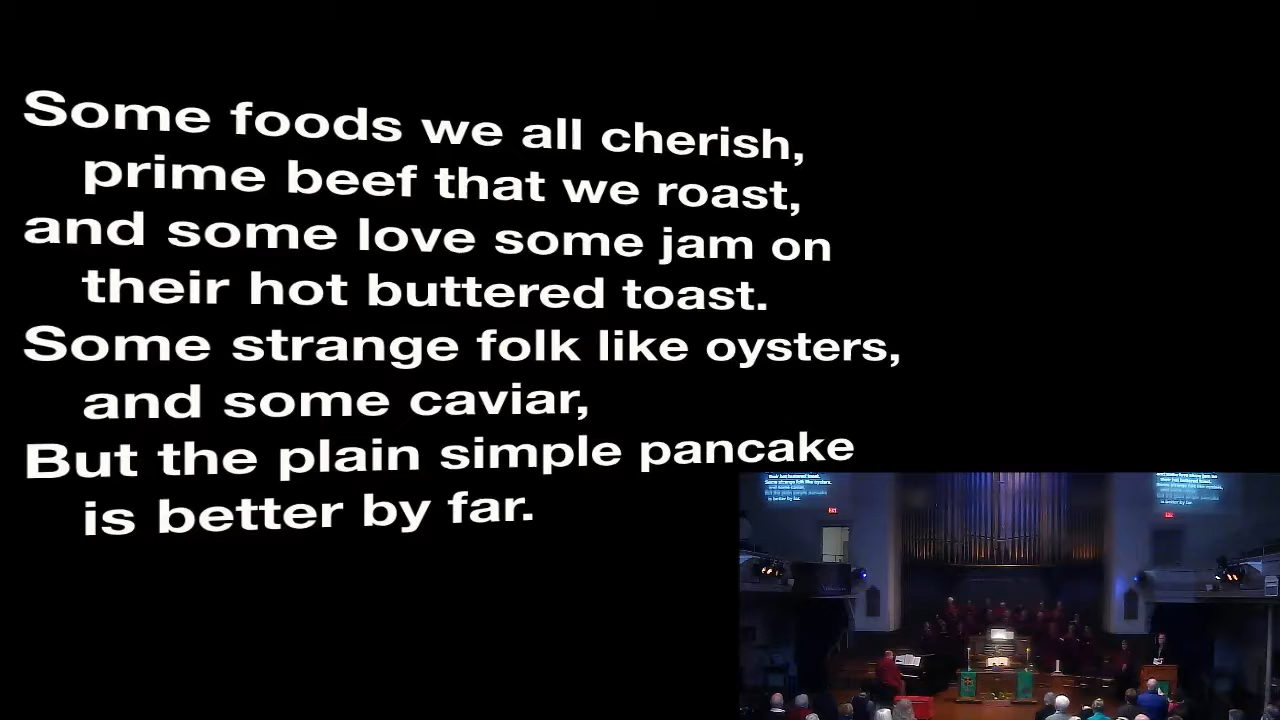 Some foods we all cherish,
prime beef that we roast,
and some love some jam on
their hot buttered toast.
Some strange folk like oysters,
and some caviar,
But the plain simple pancake
is better by far.